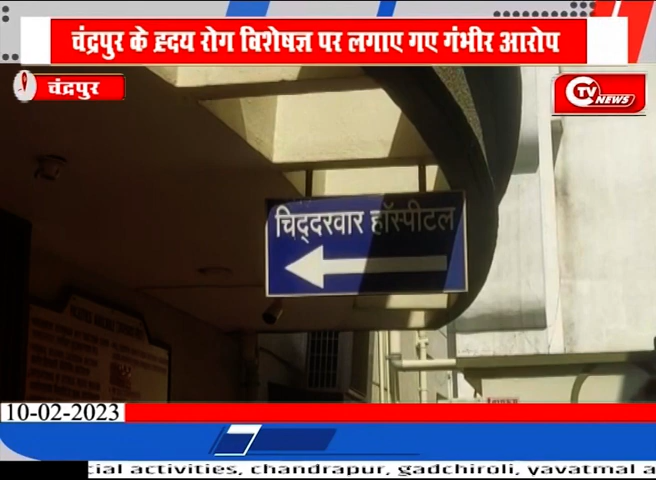 चंद्रपुर के ह्रदय रोग विशेषज्ञ पर लगाए गए गंभीर आरोप
चंद्रपुर
CTV NEWS
चिद्दरवार हॉस्पीटल
10-02-2023
cial activities, chandrapur, gadchiroli, yavatmal a